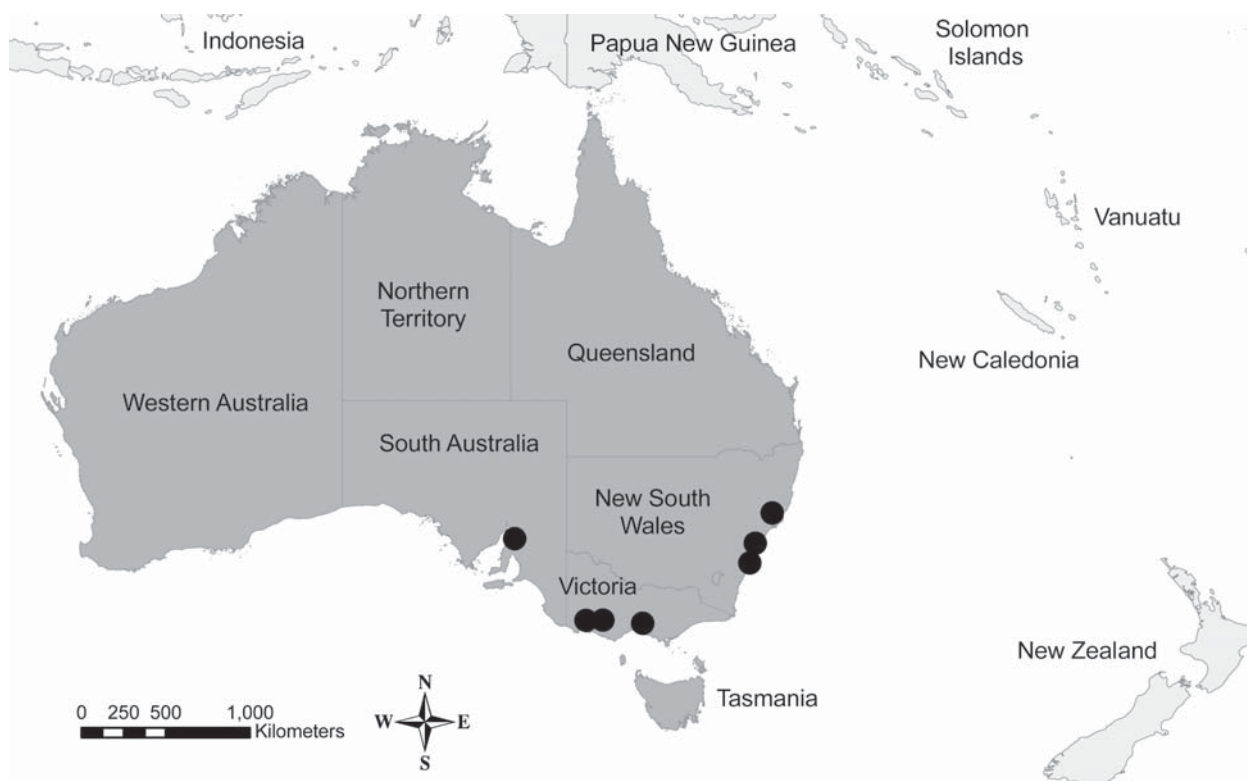 Indonesia
Papua New Guinea
Solomon
Islands
Vanuatu
Northern
Territory
Queensland
New Caledonia
Western Australia
South Australia
New South
Wales
Victoria
New Zealand
Tasmania
0 250 500 1,000
Kilometers
N
W E
S